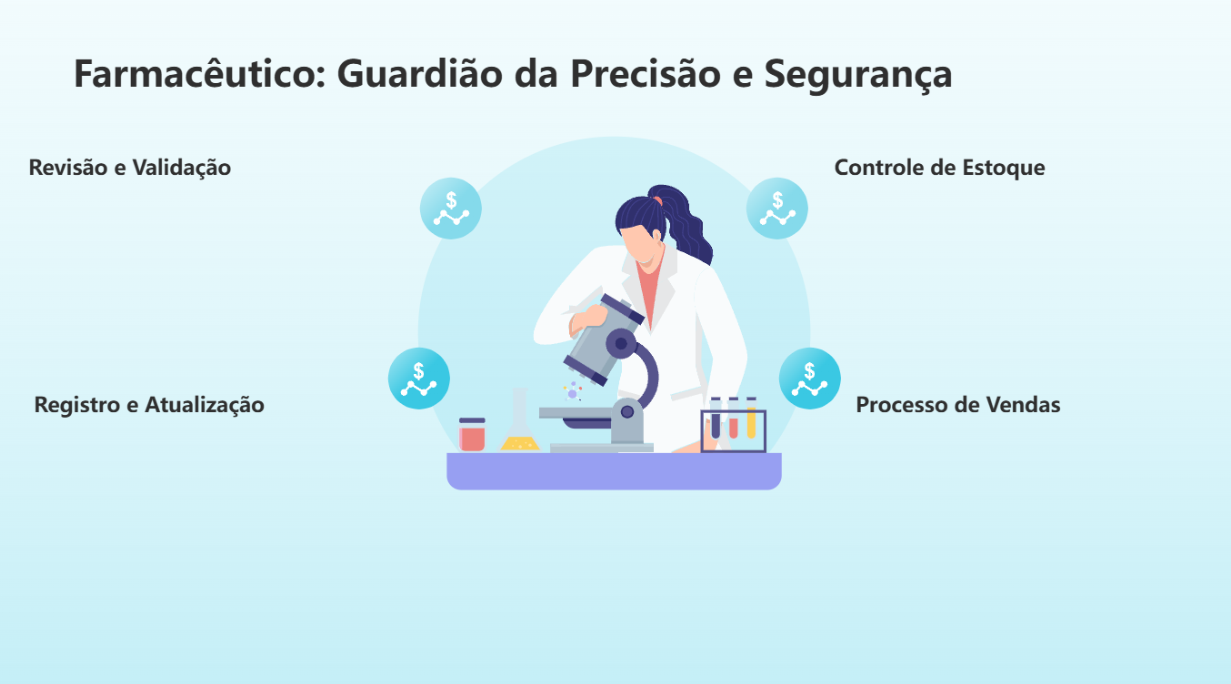 Farmacêutico: Guardião da Precisão e Segurança
Revisão e Validação
Controle de Estoque
$
$
$
$
Registro e Atualização
Processo de Vendas